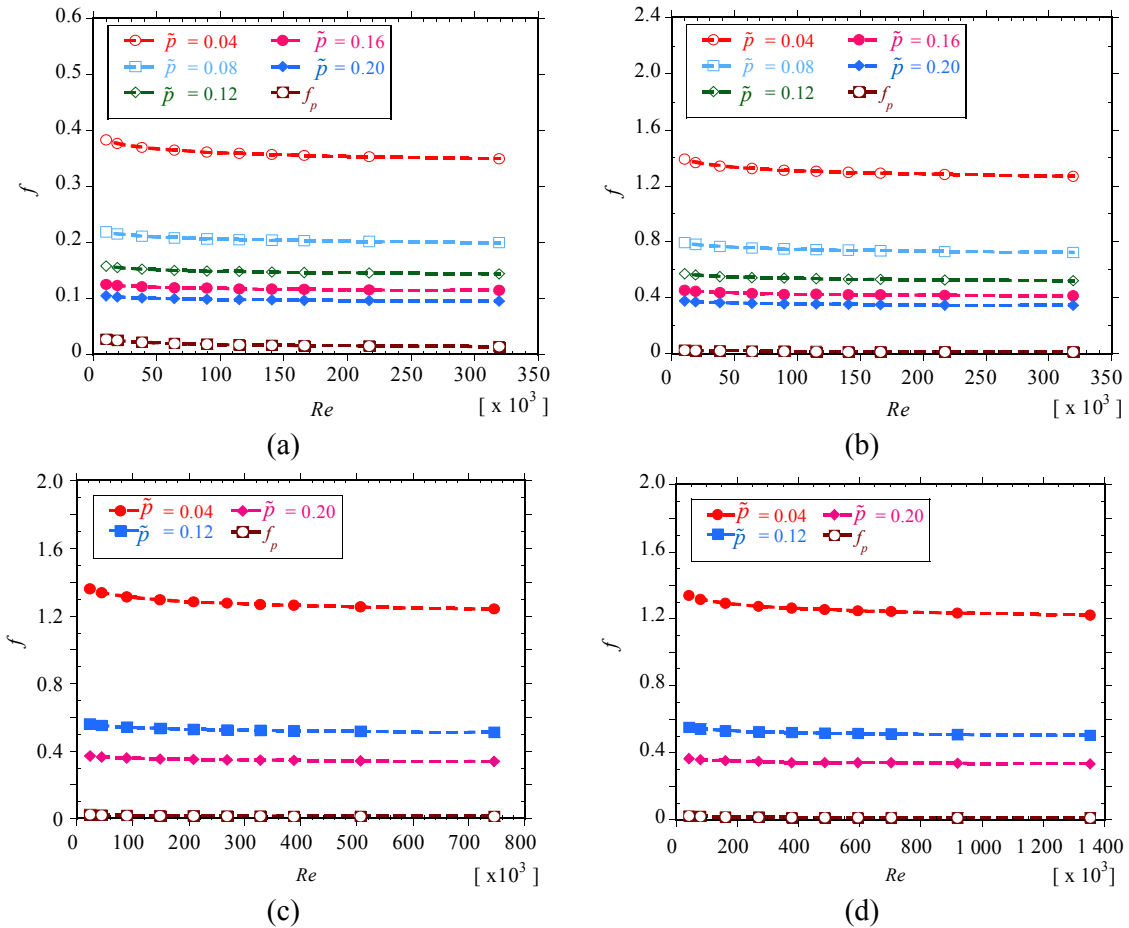 0.6
0.5
0.4
0.3
0.2
0.1
0
f
p̃ = 0.04
p̃ = 0.16
p̃ = 0.08
p̃ = 0.20
p̃ = 0.12
f_p
0 50 100 150 200 250 300 350
Re
[ x 10³ ]
(a)
2.4
2.0
1.6
1.2
0.8
0.4
0
f
p̃ = 0.04
p̃ = 0.16
p̃ = 0.08
p̃ = 0.20
p̃ = 0.12
f_p
0 50 100 150 200 250 300 350
Re
[ x 10³ ]
(b)
2.0
1.6
1.2
0.8
0.4
0
f
p̃ = 0.04
p̃ = 0.20
p̃ = 0.12
f_p
0 100 200 300 400 500 600 700 800
Re
[ x10³ ]
(c)
2.0
1.6
1.2
0.8
0.4
0
f
p̃ = 0.04
p̃ = 0.20
p̃ = 0.12
f_p
0 200 400 600 800 1 000 1 200 1 400
Re
[ x10³ ]
(d)